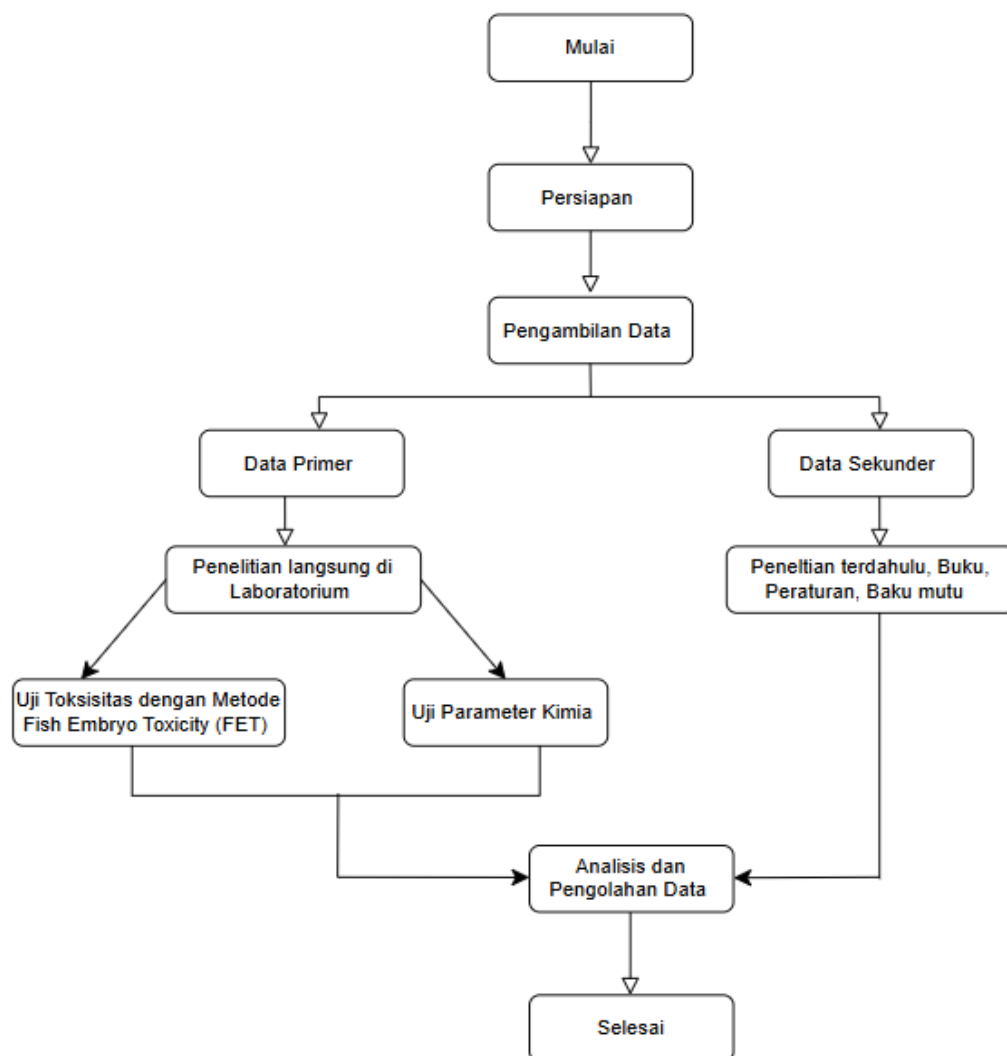 Mulai
Persiapan
Pengambilan Data
Data Primer
Data Sekunder
Penelitian langsung di
Laboratorium
Peneltian terdahulu, Buku,
Peraturan, Baku mutu
Uji Toksisitas dengan Metode
Fish Embryo Toxicity (FET)
Uji Parameter Kimia
Analisis dan
Pengolahan Data
Selesai